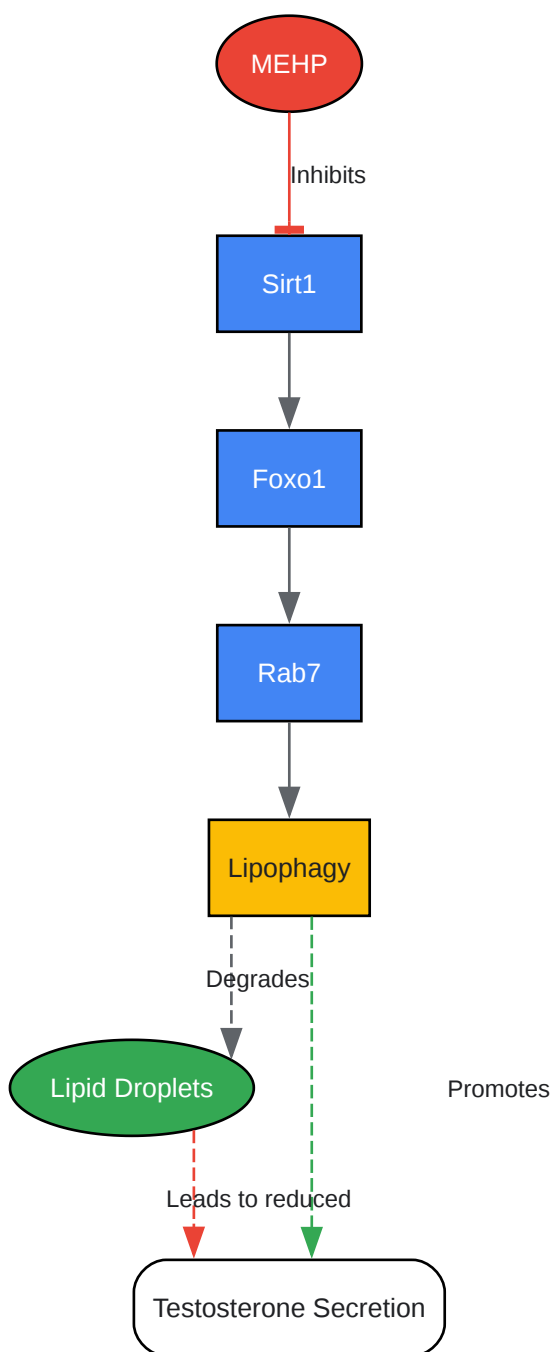 MEHP
Inhibits
Sirt1
Foxo1
Rab7
Lipophagy
Degrades
Lipid Droplets
Promotes
Leads to reduced
Testosterone Secretion